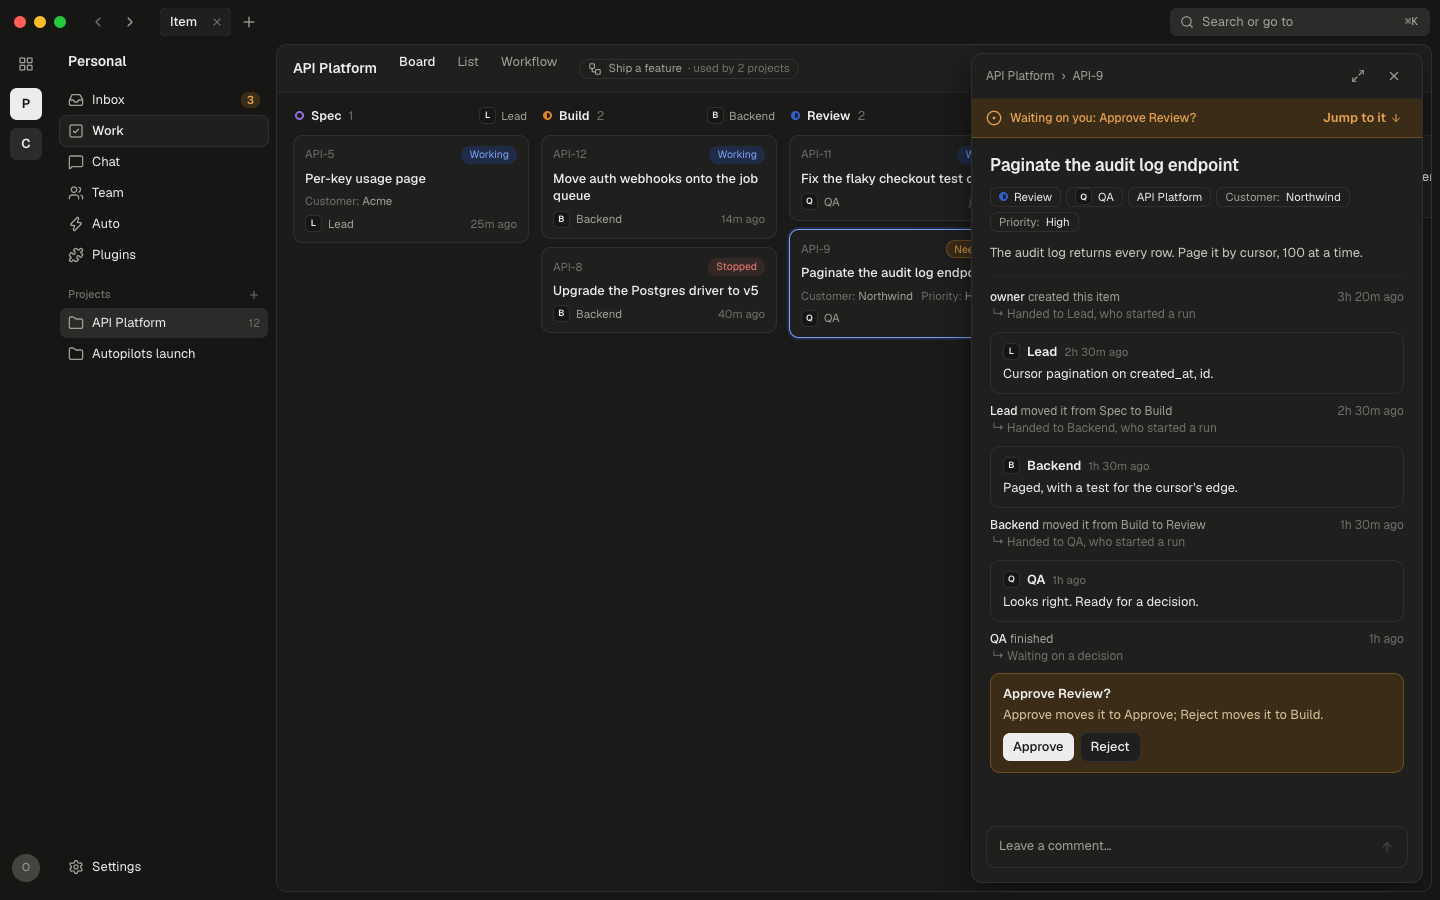 Item
Search or go to
⌘K
Personal
P
C
Inbox
3
Work
Chat
Team
Auto
Plugins
Projects
API Platform
12
Autopilots launch
O
Settings
API Platform
Board
List
Workflow
Ship a feature · used by 2 projects
Spec 1
L Lead
API-5
Working
Per-key usage page
Customer: Acme
L Lead
25m ago
Build 2
B Backend
API-12
Working
Move auth webhooks onto the job
queue
B Backend
14m ago
API-8
Stopped
Upgrade the Postgres driver to v5
B Backend
40m ago
Review 2
API-11
Fix the flaky checkout test
Q QA
API-9
Paginate the audit log
Customer: Northwind Priority:
Q QA
API Platform › API-9
Waiting on you: Approve Review?
Jump to it ↓
Paginate the audit log endpoint
Review
Q QA
API Platform
Customer: Northwind
Priority: High
The audit log returns every row. Page it by cursor, 100 at a time.
owner created this item
3h 20m ago
Handed to Lead, who started a run
L Lead 2h 30m ago
Cursor pagination on created_at, id.
Lead moved it from Spec to Build
2h 30m ago
Handed to Backend, who started a run
B Backend 1h 30m ago
Paged, with a test for the cursor's edge.
Backend moved it from Build to Review
1h 30m ago
Handed to QA, who started a run
Q QA 1h ago
Looks right. Ready for a decision.
QA finished
1h ago
Waiting on a decision
Approve Review?
Approve moves it to Approve; Reject moves it to Build.
Approve
Reject
Leave a comment…